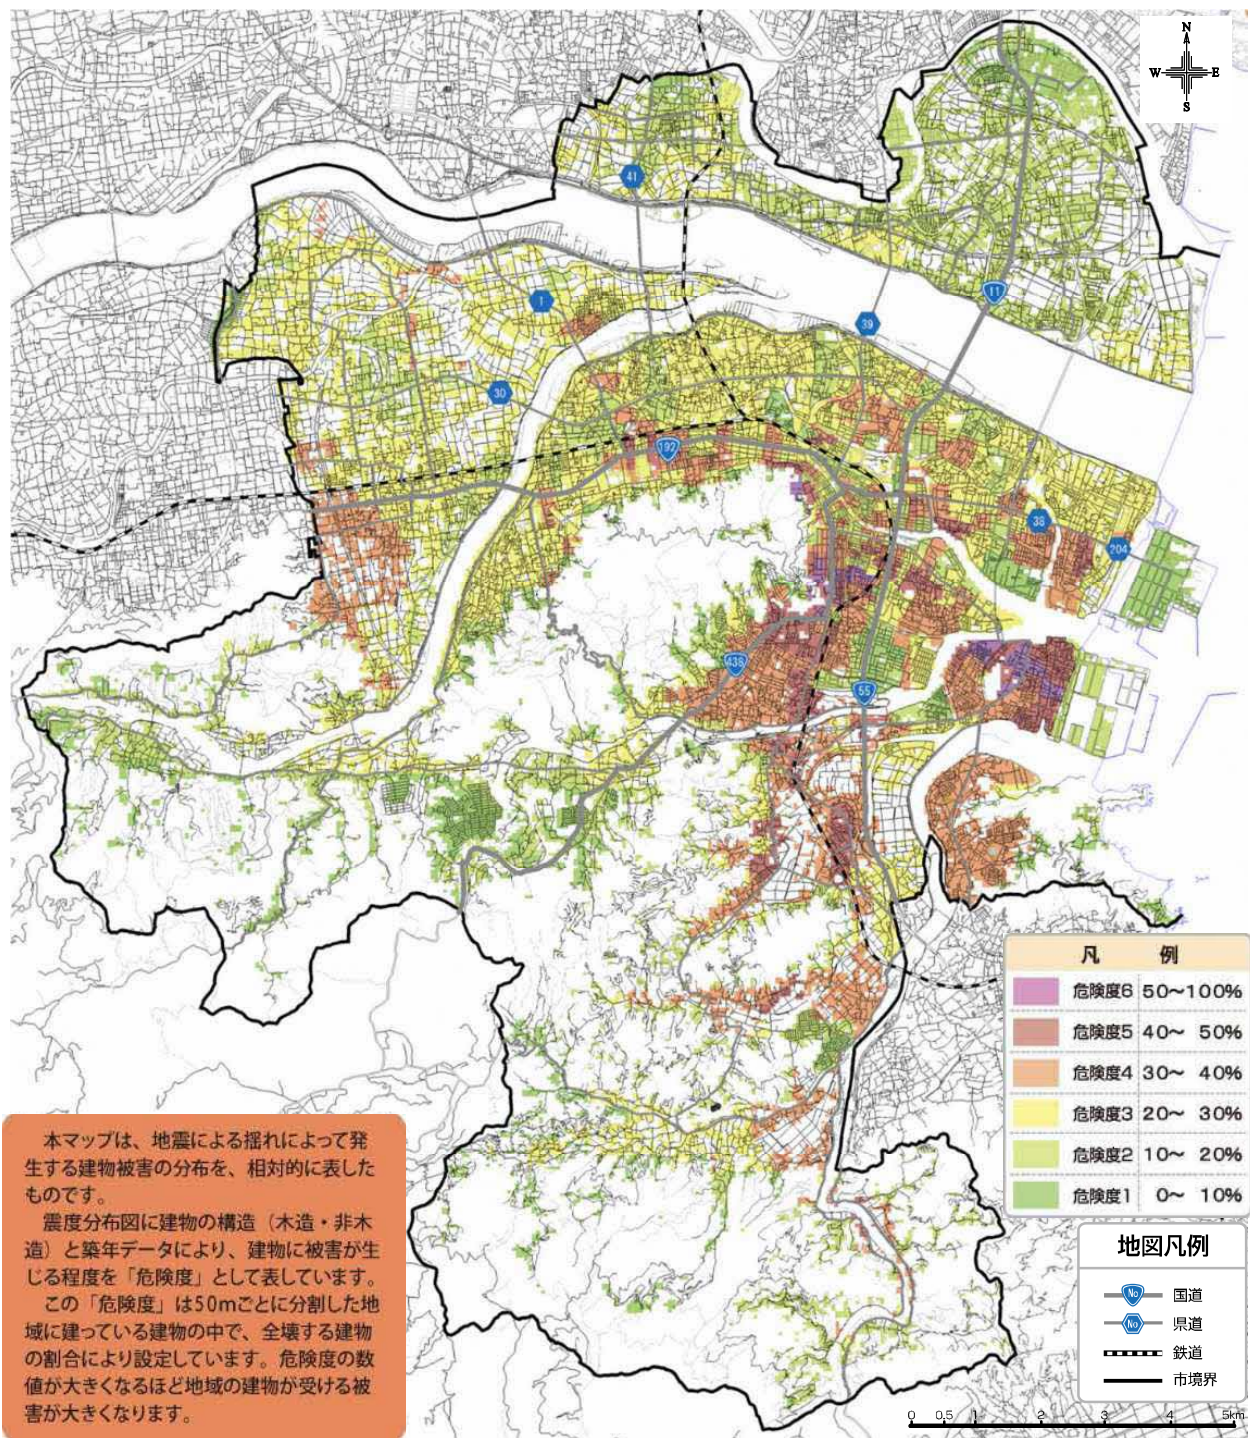 N
W E
S
41
11
1
39
30
192
38
204
438
55
凡 例
危険度6 50～100%
危険度5 40～ 50%
危険度4 30～ 40%
危険度3 20～ 30%
危険度2 10～ 20%
危険度1 0～ 10%
本マップは、地震による揺れによって発
生する建物被害の分布を、相対的に表した
ものです。
震度分布図に建物の構造（木造・非木
造）と築年データにより、建物に被害が生
じる程度を「危険度」として表しています。
この「危険度」は50mごとに分割した地
域に建っている建物の中で、全壊する建物
の割合により設定しています。危険度の数
値が大きくなるほど地域の建物が受ける被
害が大きくなります。
地図凡例
No 国道
No 県道
鉄道
市境界
0 0.5 1 2 3 4 5km